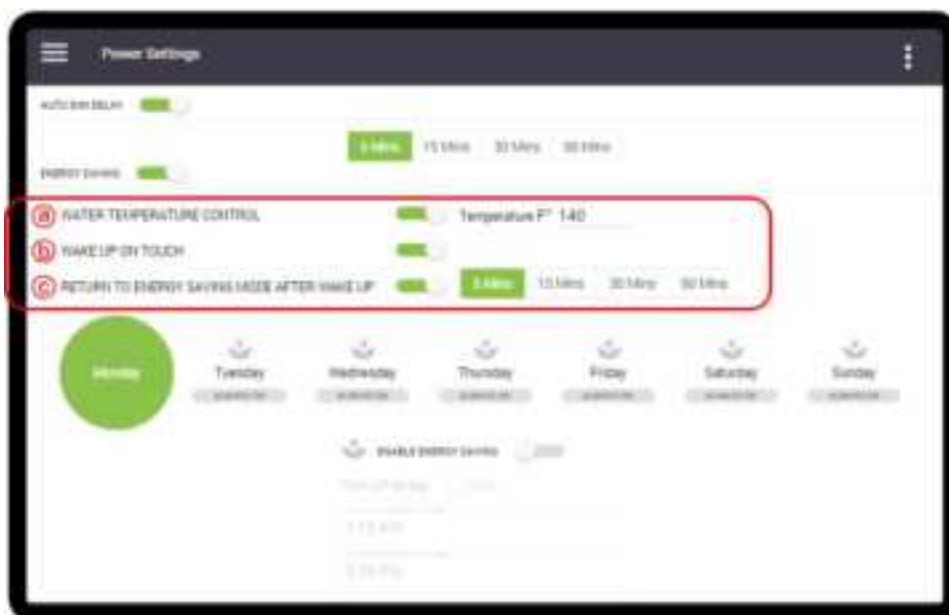 Power Settings
AUTO DIM DELAY
5 Mins 15 Mins 30 Mins 60 Mins
ENERGY SAVING
a WATER TEMPERATURE CONTROL Temperature F° 140
b WAKE UP ON TOUCH
c RETURN TO ENERGY SAVING MODE AFTER WAKE UP 5 Mins 15 Mins 30 Mins 60 Mins
Monday Tuesday Wednesday Thursday Friday Saturday Sunday
ENABLE ENERGY SAVING